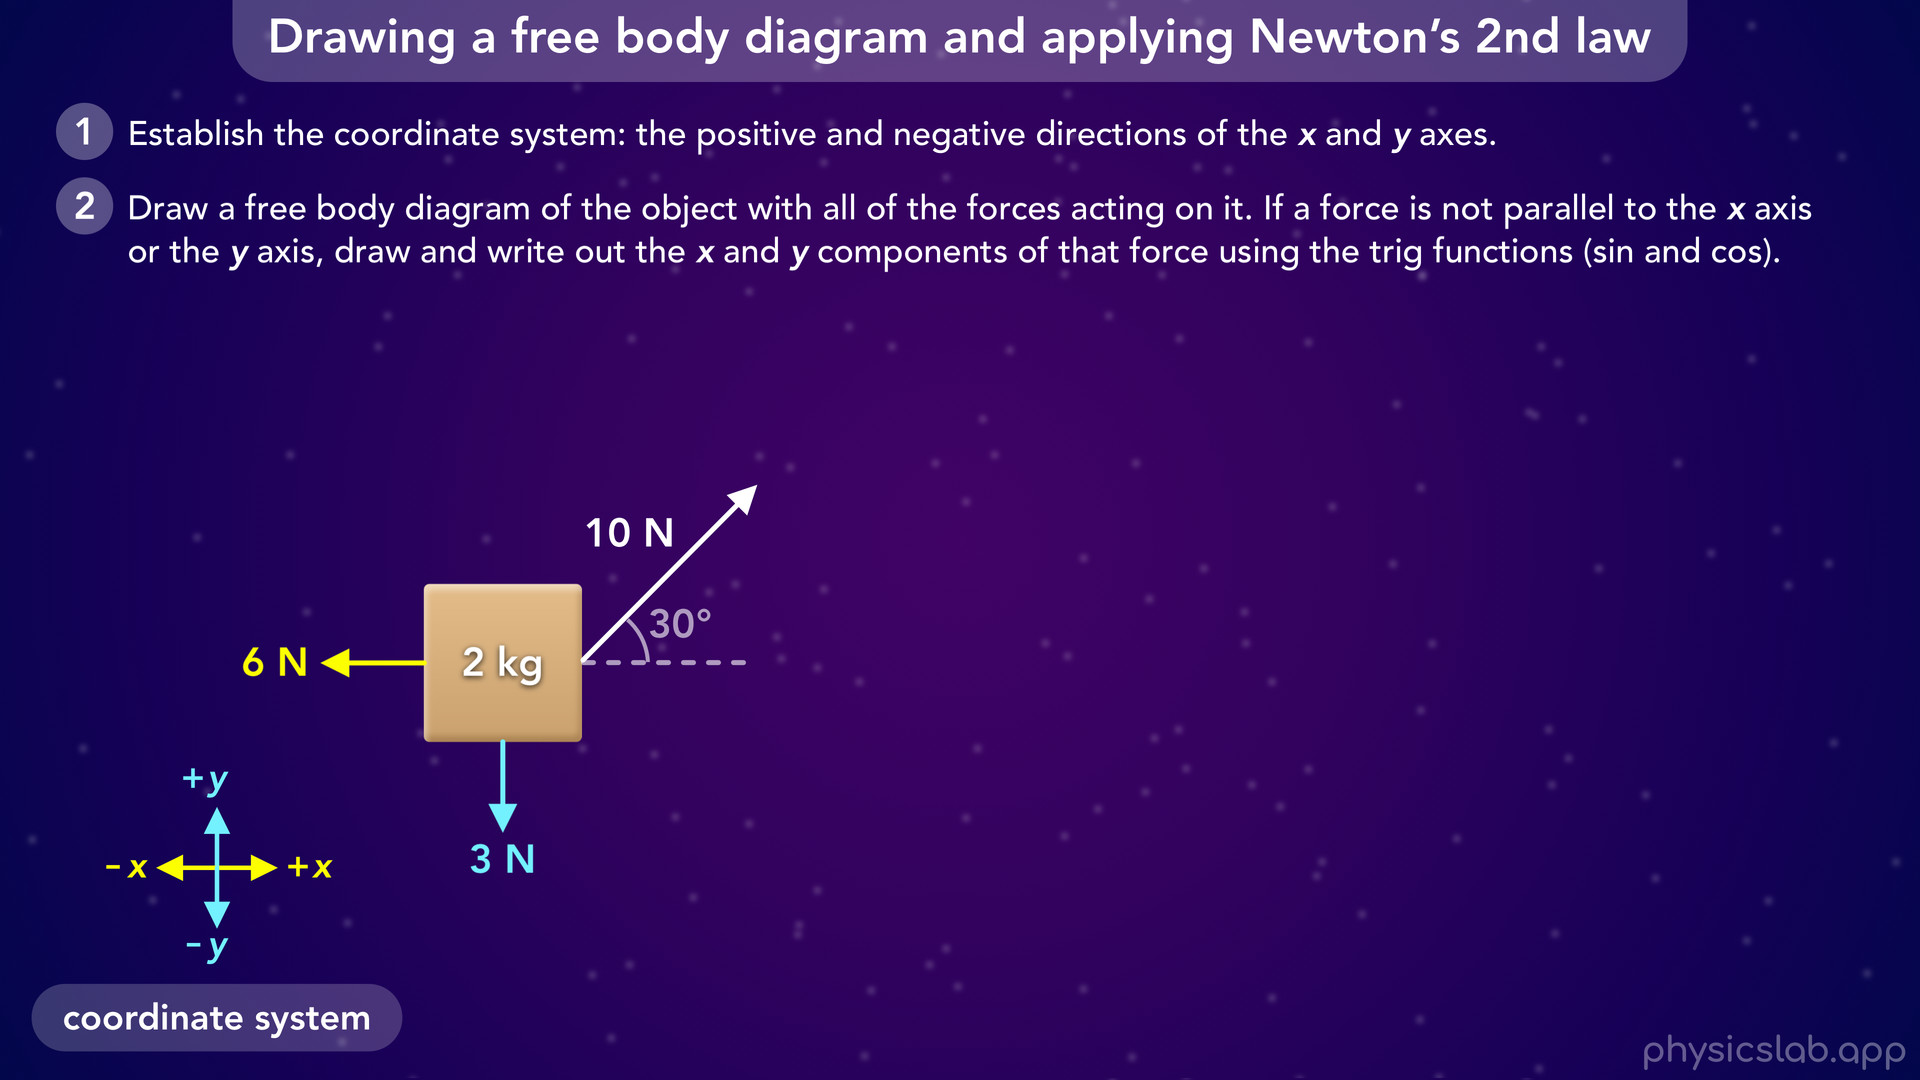 Drawing a free body diagram and applying Newton’s 2nd law
1 Establish the coordinate system: the positive and negative directions of the x and y axes.
2 Draw a free body diagram of the object with all of the forces acting on it. If a force is not parallel to the x axis
or the y axis, draw and write out the x and y components of that force using the trig functions (sin and cos).
10 N
30°
6 N
2 kg
3 N
+y
−x
+x
−y
coordinate system
physicslab.app